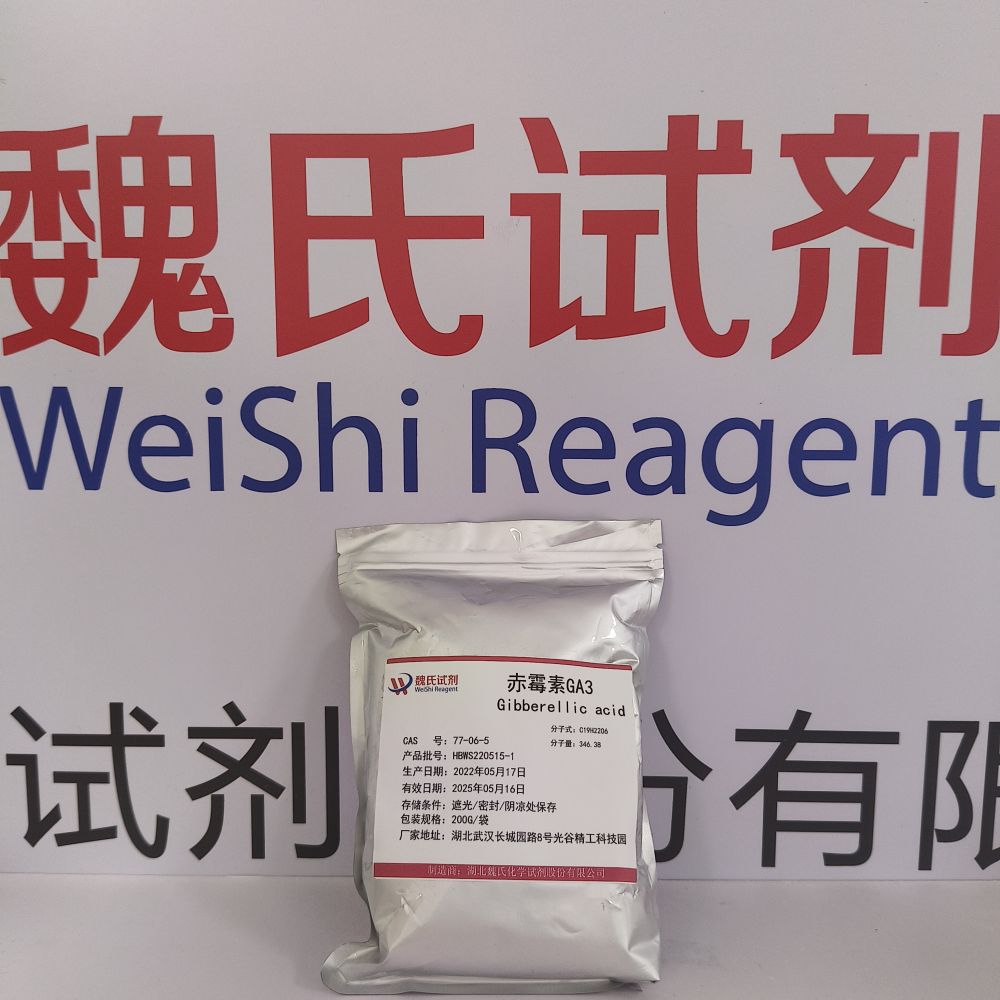 魏氏试剂
WeiShi Reagent
试剂 份有限
魏氏试剂
WeiShi Reagent
赤霉素GA3
Gibberellic acid
分子式：C19H22O6
分子量：346.38
CAS 号：77-06-5
产品批号：HBWS220515-1
生产日期：2022年05月17日
有效日期：2025年05月16日
存储条件：遮光/密封/阴凉处保存
包装规格：200G/袋
厂家地址：湖北武汉长城园路8号光谷精工科技园
制造商：湖北魏氏化学试剂股份有限公司